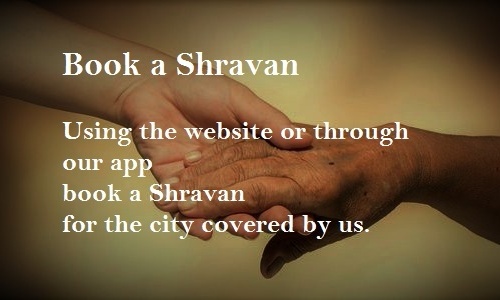 Book a Shravan
Using the website or through
our app
book a Shravan
for the city covered by us.